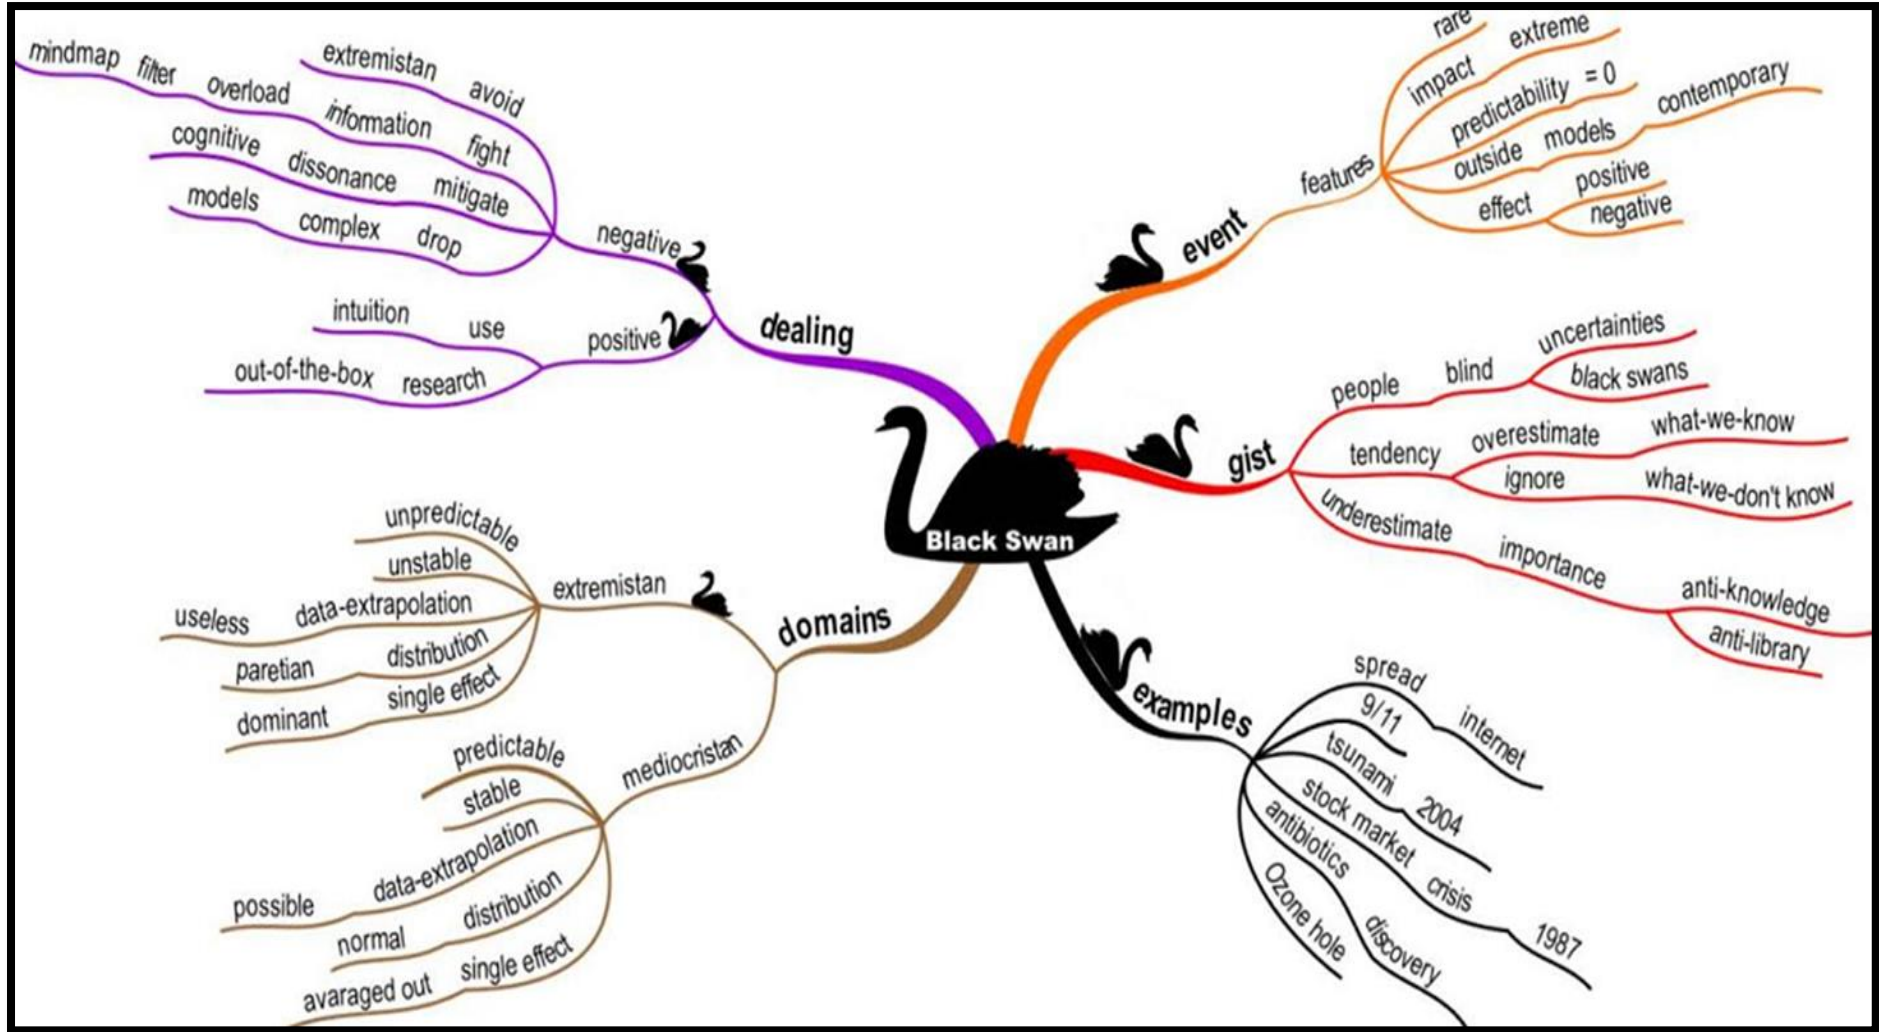 Black Swan
event
features
rare
impact extreme
predictability = 0
outside models contemporary
effect
positive
negative
gist
people blind
uncertainties
black swans
tendency
overestimate what-we-know
ignore what-we-don't know
underestimate importance
anti-knowledge
anti-library
examples
spread internet
9/11
tsunami 2004
stock market crisis 1987
antibiotics discovery
Ozone hole
domains
extremistan
unpredictable
unstable
useless data-extrapolation
paretian distribution
dominant single effect
mediocristan
predictable
stable
possible data-extrapolation
normal distribution
avaraged out single effect
dealing
negative
extremistan avoid
mindmap filter overload information fight
cognitive dissonance mitigate
models complex drop
positive
intuition use
out-of-the-box research